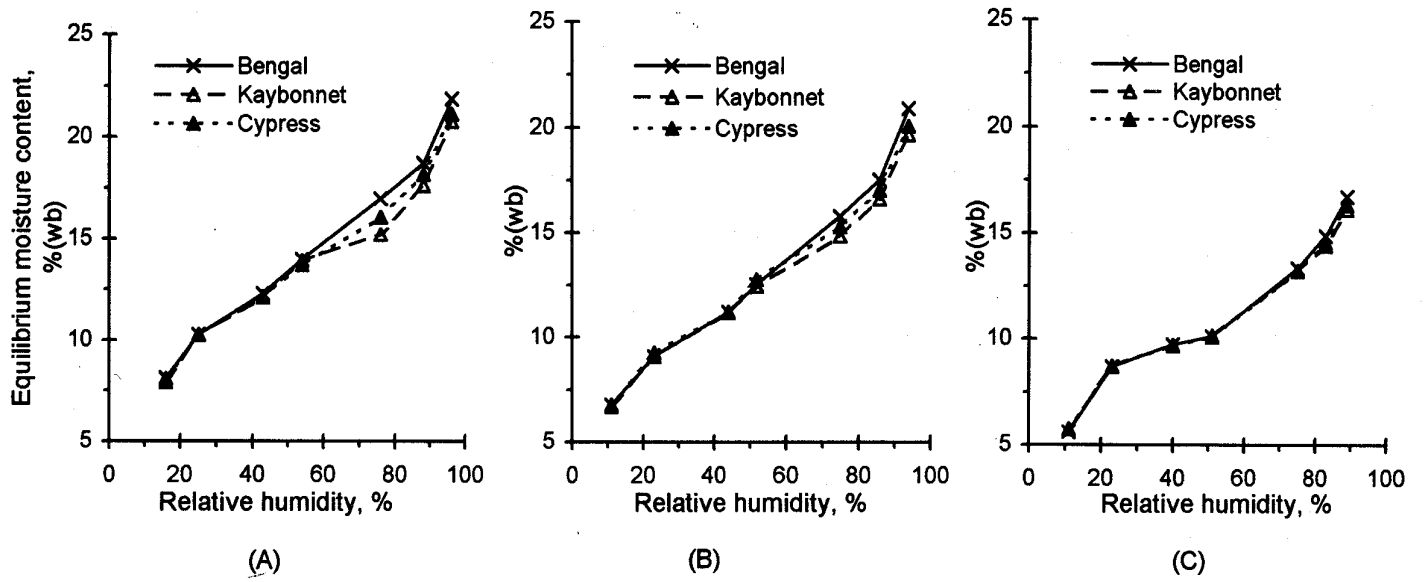 Equilibrium moisture content,
%(wb)
25
20
15
10
5
Bengal
Kaybonnet
Cypress
0 20 40 60 80 100
Relative humidity, %
(A)
%(wb)
25
20
15
10
5
Bengal
Kaybonnet
Cypress
0 20 40 60 80 100
Relative humidity, %
(B)
%(wb)
25
20
15
10
5
Bengal
Kaybonnet
Cypress
0 20 40 60 80 100
Relative humidity, %
(C)